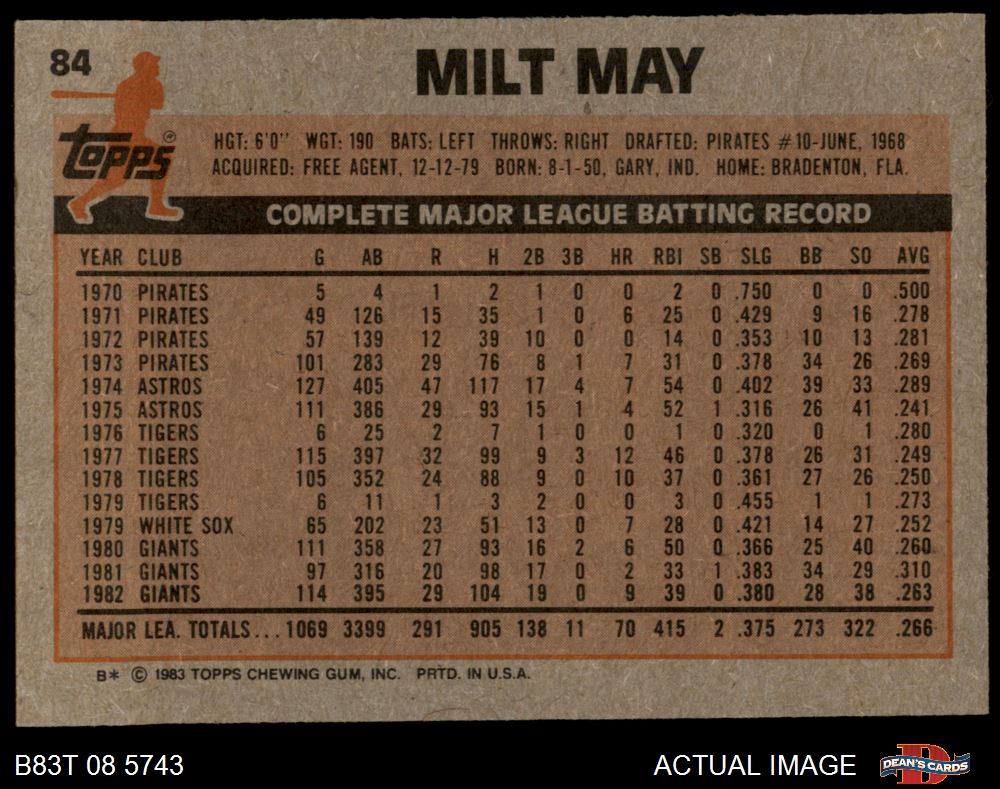 84
MILT MAY
topps ®
HGT: 6'0" WGT: 190 BATS: LEFT THROWS: RIGHT DRAFTED: PIRATES #10-JUNE, 1968
ACQUIRED: FREE AGENT, 12-12-79 BORN: 8-1-50, GARY, IND. HOME: BRADENTON, FLA.
COMPLETE MAJOR LEAGUE BATTING RECORD
YEAR CLUB G AB R H 2B 3B HR RBI SB SLG BB SO AVG
1970 PIRATES 5 4 1 2 1 0 0 2 0 .750 0 0 .500
1971 PIRATES 49 126 15 35 1 0 6 25 0 .429 9 16 .278
1972 PIRATES 57 139 12 39 10 0 0 14 0 .353 10 13 .281
1973 PIRATES 101 283 29 76 8 1 7 31 0 .378 34 26 .269
1974 ASTROS 127 405 47 117 17 4 7 54 0 .402 39 33 .289
1975 ASTROS 111 386 29 93 15 1 4 52 1 .316 26 41 .241
1976 TIGERS 6 25 2 7 1 0 0 1 0 .320 0 1 .280
1977 TIGERS 115 397 32 99 9 3 12 46 0 .378 26 31 .249
1978 TIGERS 105 352 24 88 9 0 10 37 0 .361 27 26 .250
1979 TIGERS 6 11 1 3 2 0 0 3 0 .455 1 1 .273
1979 WHITE SOX 65 202 23 51 13 0 7 28 0 .421 14 27 .252
1980 GIANTS 111 358 27 93 16 2 6 50 0 .366 25 40 .260
1981 GIANTS 97 316 20 98 17 0 2 33 1 .383 34 29 .310
1982 GIANTS 114 395 29 104 19 0 9 39 0 .380 28 38 .263
MAJOR LEA. TOTALS... 1069 3399 291 905 138 11 70 415 2 .375 273 322 .266
B* © 1983 TOPPS CHEWING GUM, INC. PRTD. IN U.S.A.
B83T 08 5743 ACTUAL IMAGE
DEAN'S CARDS